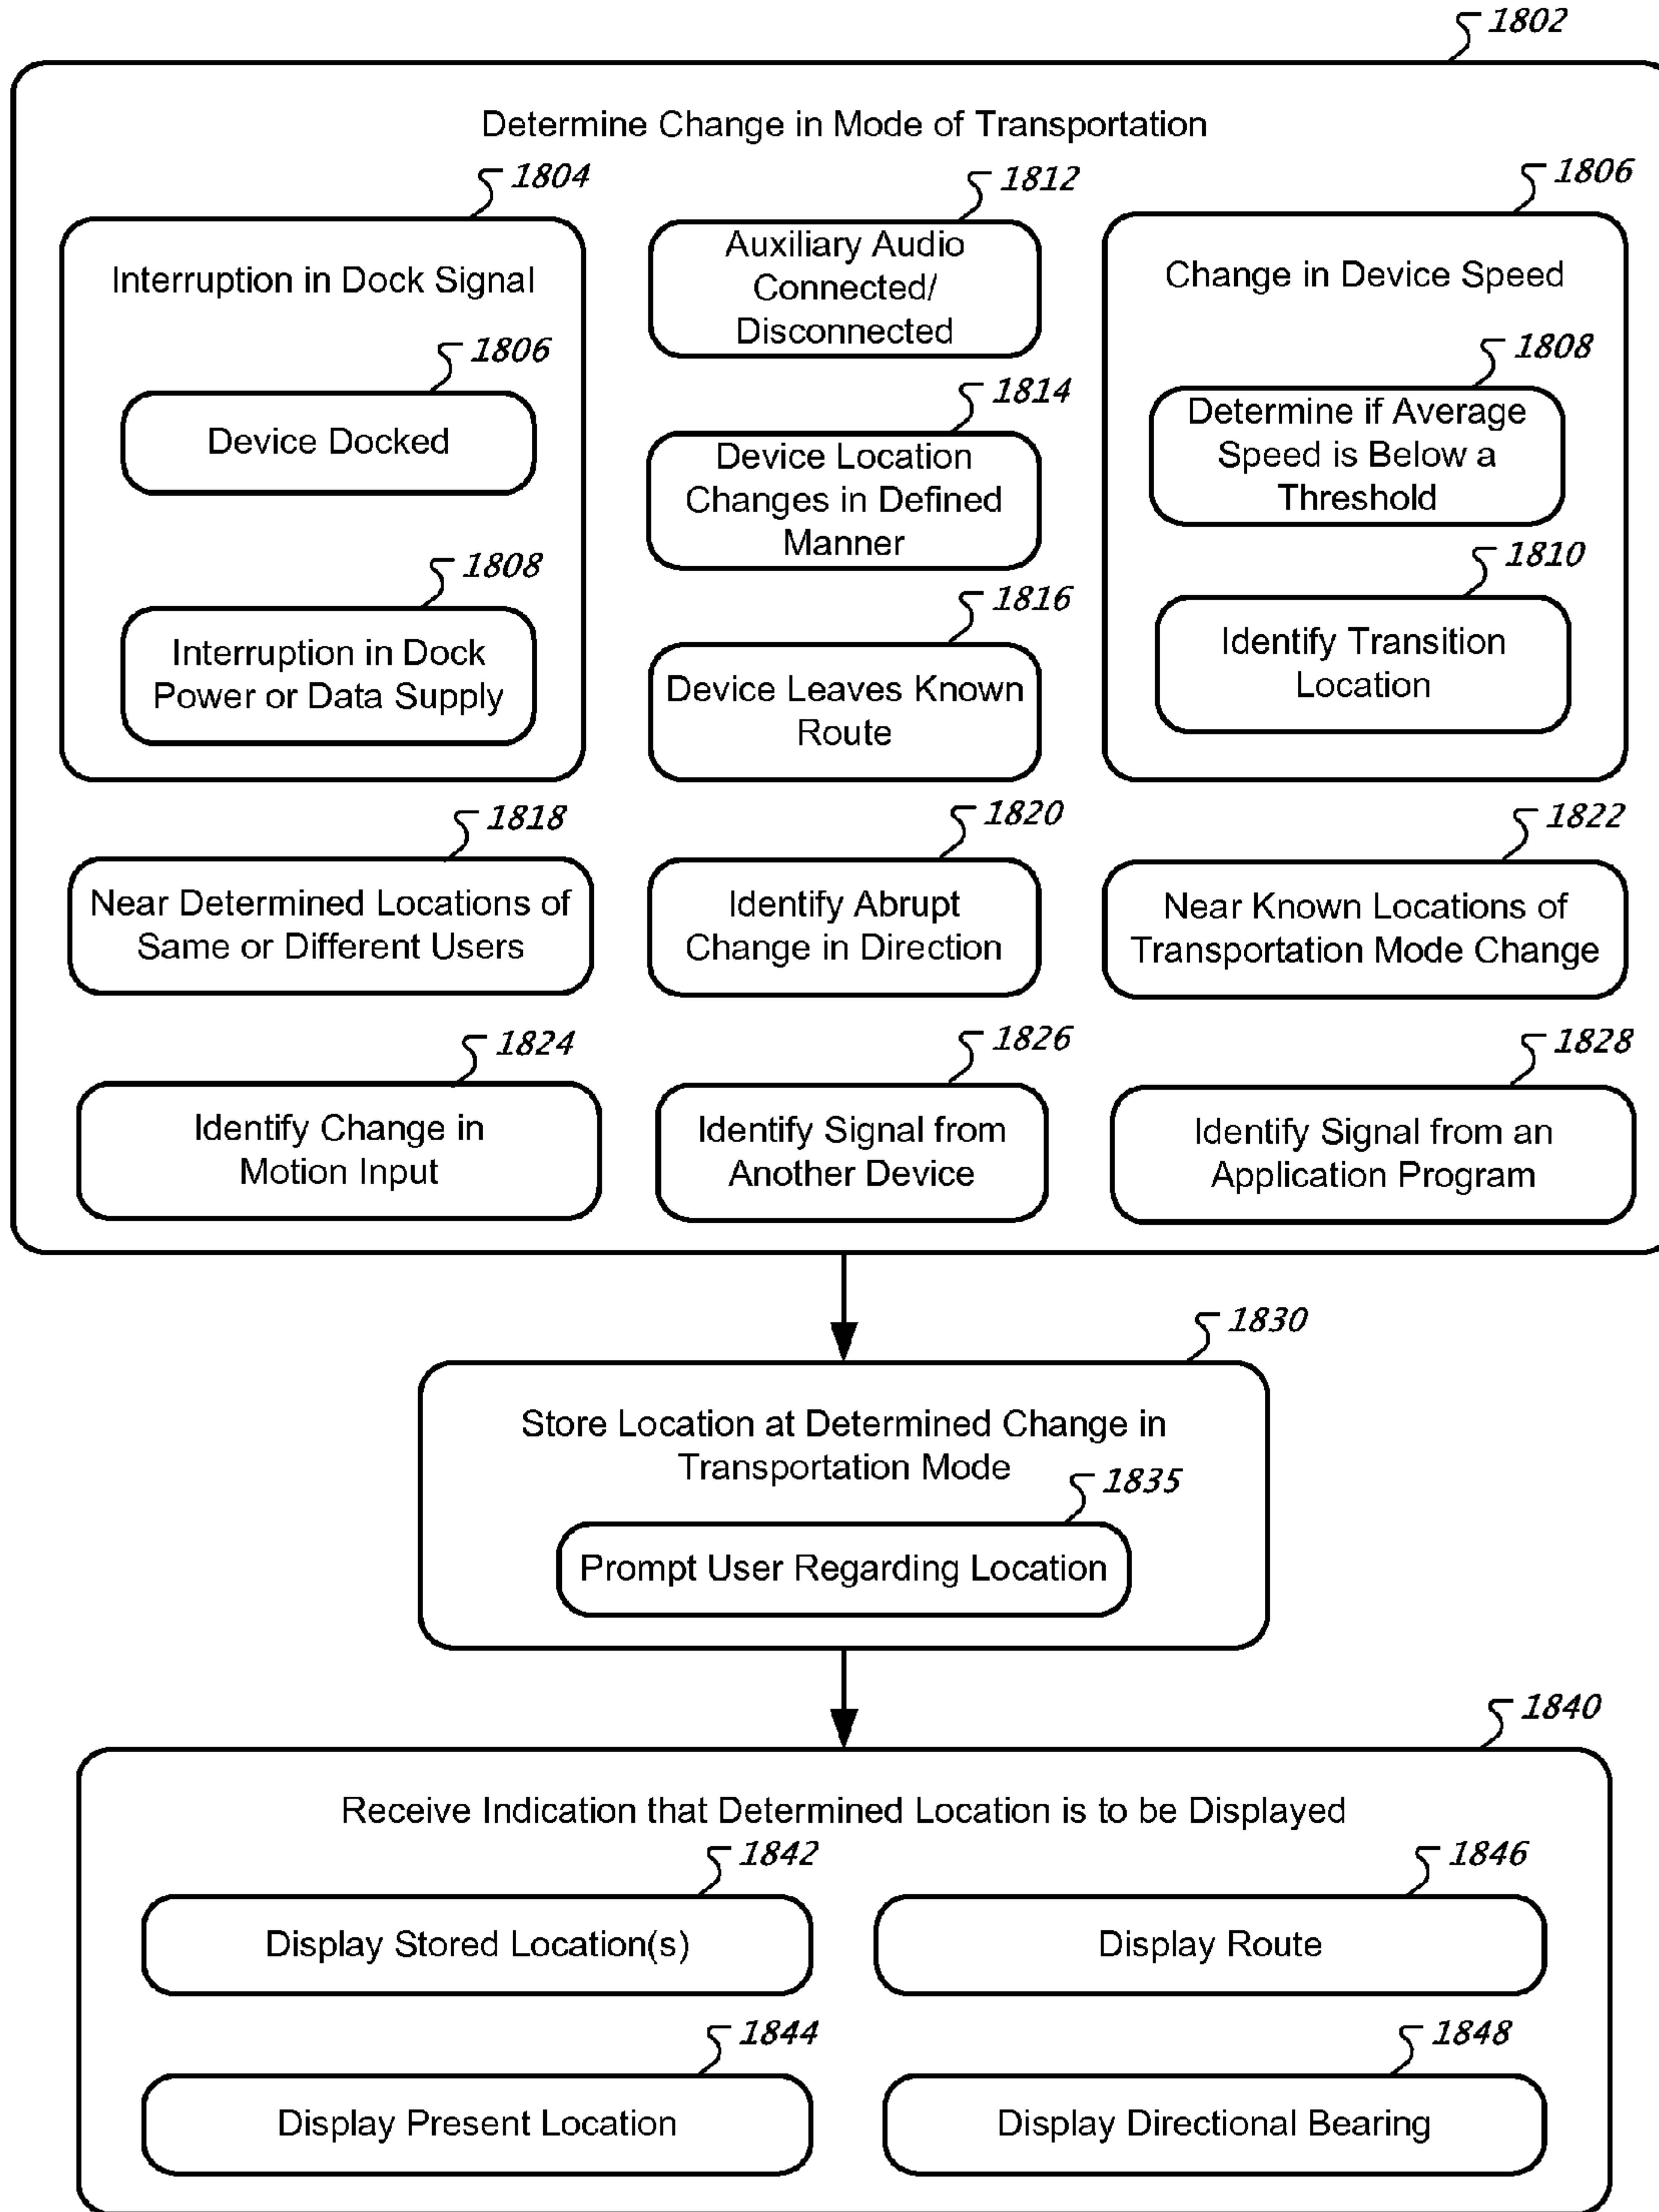 1802
Determine Change in Mode of Transportation
1804
Interruption in Dock Signal
1806
Device Docked
1808
Interruption in Dock
Power or Data Supply
1812
Auxiliary Audio
Connected/
Disconnected
1814
Device Location
Changes in Defined
Manner
1816
Device Leaves Known
Route
1806
Change in Device Speed
1808
Determine if Average
Speed is Below a
Threshold
1810
Identify Transition
Location
1818
Near Determined Locations of
Same or Different Users
1820
Identify Abrupt
Change in Direction
1822
Near Known Locations of
Transportation Mode Change
1824
Identify Change in
Motion Input
1826
Identify Signal from
Another Device
1828
Identify Signal from an
Application Program
1830
Store Location at Determined Change in
Transportation Mode
1835
Prompt User Regarding Location
1840
Receive Indication that Determined Location is to be Displayed
1842
Display Stored Location(s)
1846
Display Route
1844
Display Present Location
1848
Display Directional Bearing